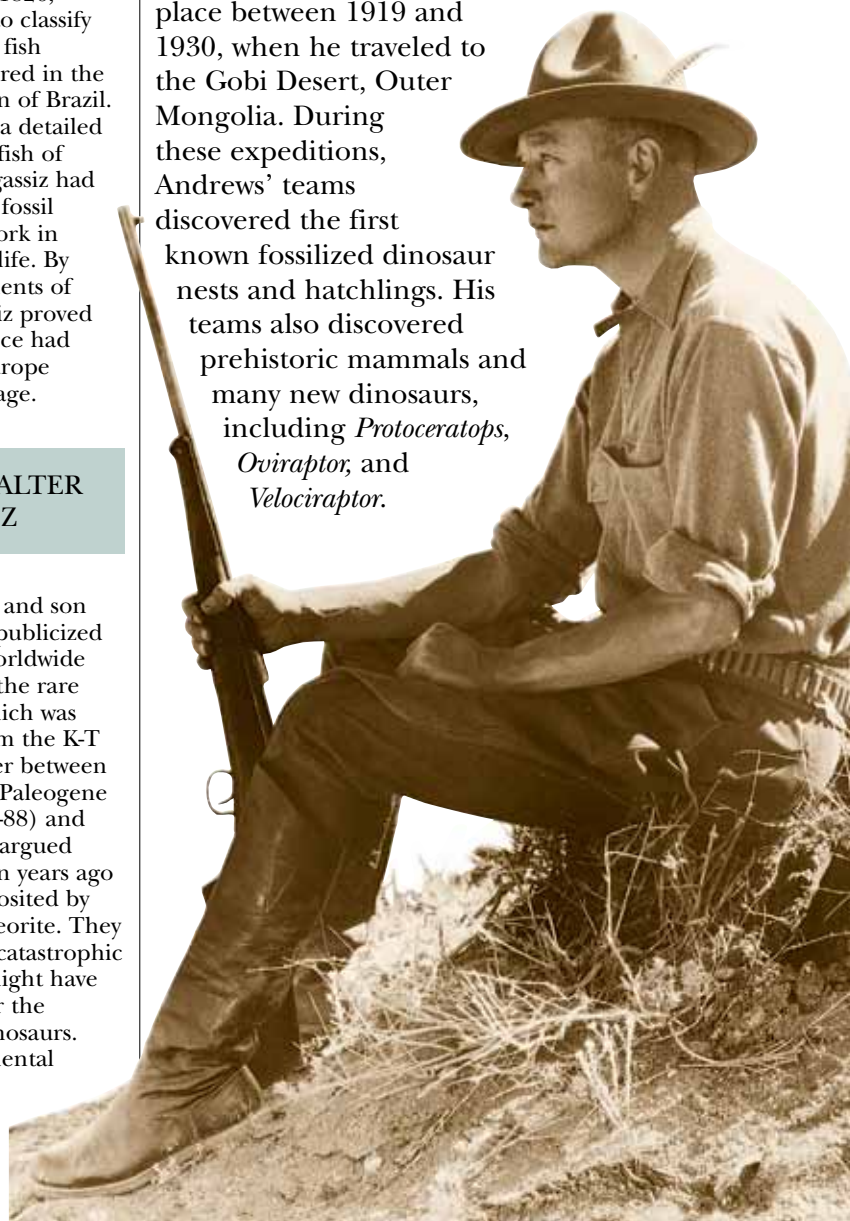 o classify
fish
red in the
n of Brazil.
a detailed
fish of
gassiz had
fossil
ork in
life. By
ents of
iz proved
ce had
rope
age.
ALTER
Z
and son
publicized
orldwide
the rare
ich was
m the K-T
er between
Paleogene
-88) and
argued
n years ago
osited by
eorite. They
catastrophic
ight have
r the
nosaurs.
ental
place between 1919 and
1930, when he traveled to
the Gobi Desert, Outer
Mongolia. During
these expeditions,
Andrews’ teams
discovered the first
known fossilized dinosaur
nests and hatchlings. His
teams also discovered
prehistoric mammals and
many new dinosaurs,
including Protoceratops,
Oviraptor, and
Velociraptor.